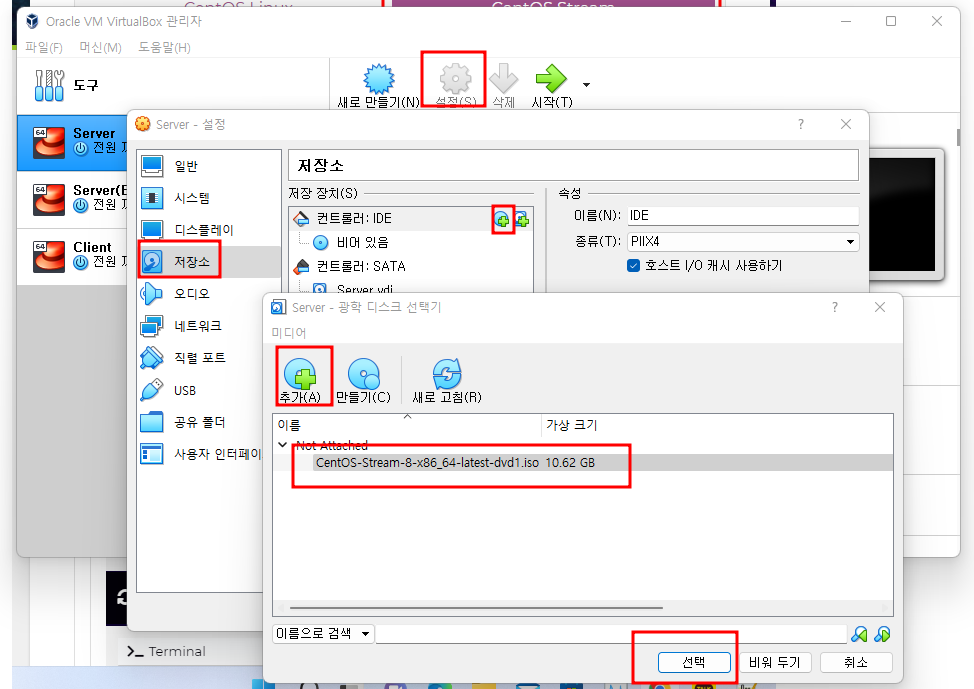 CentOS Linux
CentOS Stream
Oracle VM VirtualBox 관리자
파일(F) 머신(M) 도움말(H)
도구
새로 만들기(N) 설정(S) 삭제 시작(T)
64 Server
전원
64 Server(
전원
64 Client
전원
Server - 설정
일반
시스템
디스플레이
저장소
오디오
네트워크
직렬 포트
USB
공유 폴더
사용자 인터페이
저장소
저장 장치(S)
컨트롤러: IDE
비어 있음
컨트롤러: SATA
Server.vdi
속성
이름(N): IDE
종류(T): PIIX4
호스트 I/O 캐시 사용하기
Server - 광학 디스크 선택기
미디어
추가(A) 만들기(C) 새로 고침(R)
이름 가상 크기
Not Attached
CentOS-Stream-8-x86_64-latest-dvd1.iso 10.62 GB
이름으로 검색
선택 비워 두기 취소
Terminal